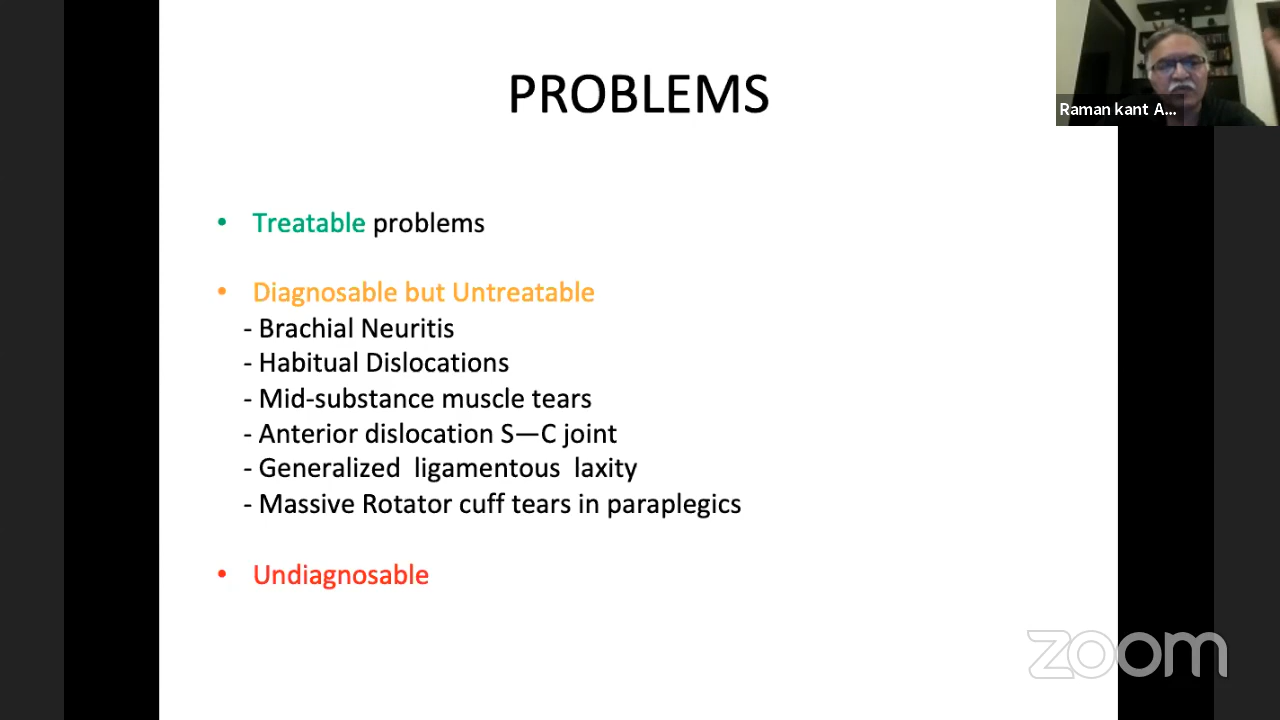 PROBLEMS
Raman kant A...
• Treatable problems
• Diagnosable but Untreatable
- Brachial Neuritis
- Habitual Dislocations
- Mid-substance muscle tears
- Anterior dislocation S—C joint
- Generalized ligamentous laxity
- Massive Rotator cuff tears in paraplegics
• Undiagnosable
zoom